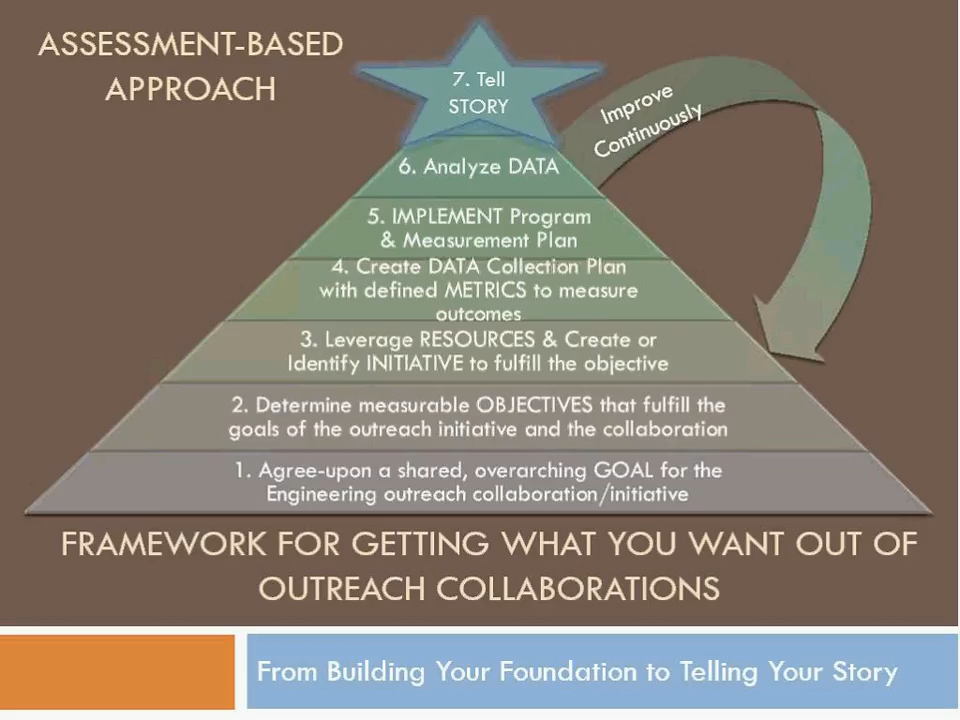 ASSESSMENT-BASED
APPROACH
7. Tell
STORY
Improve
Continuously
6. Analyze DATA
5. IMPLEMENT Program
& Measurement Plan
4. Create DATA Collection Plan
with defined METRICS to measure
outcomes
3. Leverage RESOURCES & Create or
Identify INITIATIVE to fulfill the objective
2. Determine measurable OBJECTIVES that fulfill the
goals of the outreach initiative and the collaboration
1. Agree-upon a shared, overarching GOAL for the
Engineering outreach collaboration/initiative
FRAMEWORK FOR GETTING WHAT YOU WANT OUT OF
OUTREACH COLLABORATIONS
From Building Your Foundation to Telling Your Story